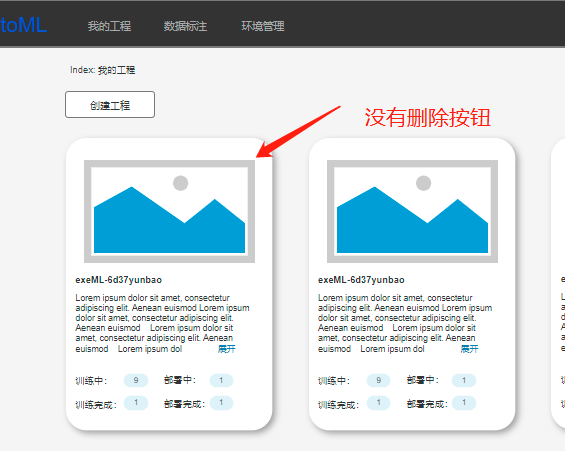 toML 我的工程 数据标注 环境管理
Index: 我的工程
创建工程
没有删除按钮
exeML-6d37yunbao
Lorem ipsum dolor sit amet, consectetur
adipiscing elit. Aenean euismod Lorem ipsum
dolor sit amet, consectetur adipiscing elit.
Aenean euismod Lorem ipsum dolor sit
amet, consectetur adipiscing elit. Aenean
euismod Lorem ipsum dol 展开
训练中: 9 部署中: 1
训练完成: 1 部署完成: 1
exeML-6d37yunbao
Lorem ipsum dolor sit amet, consectetur
adipiscing elit. Aenean euismod Lorem ipsum
dolor sit amet, consectetur adipiscing elit.
Aenean euismod Lorem ipsum dolor sit
amet, consectetur adipiscing elit. Aenean
euismod Lorem ipsum dol 展开
训练中: 9 部署中: 1
训练完成: 1 部署完成: 1